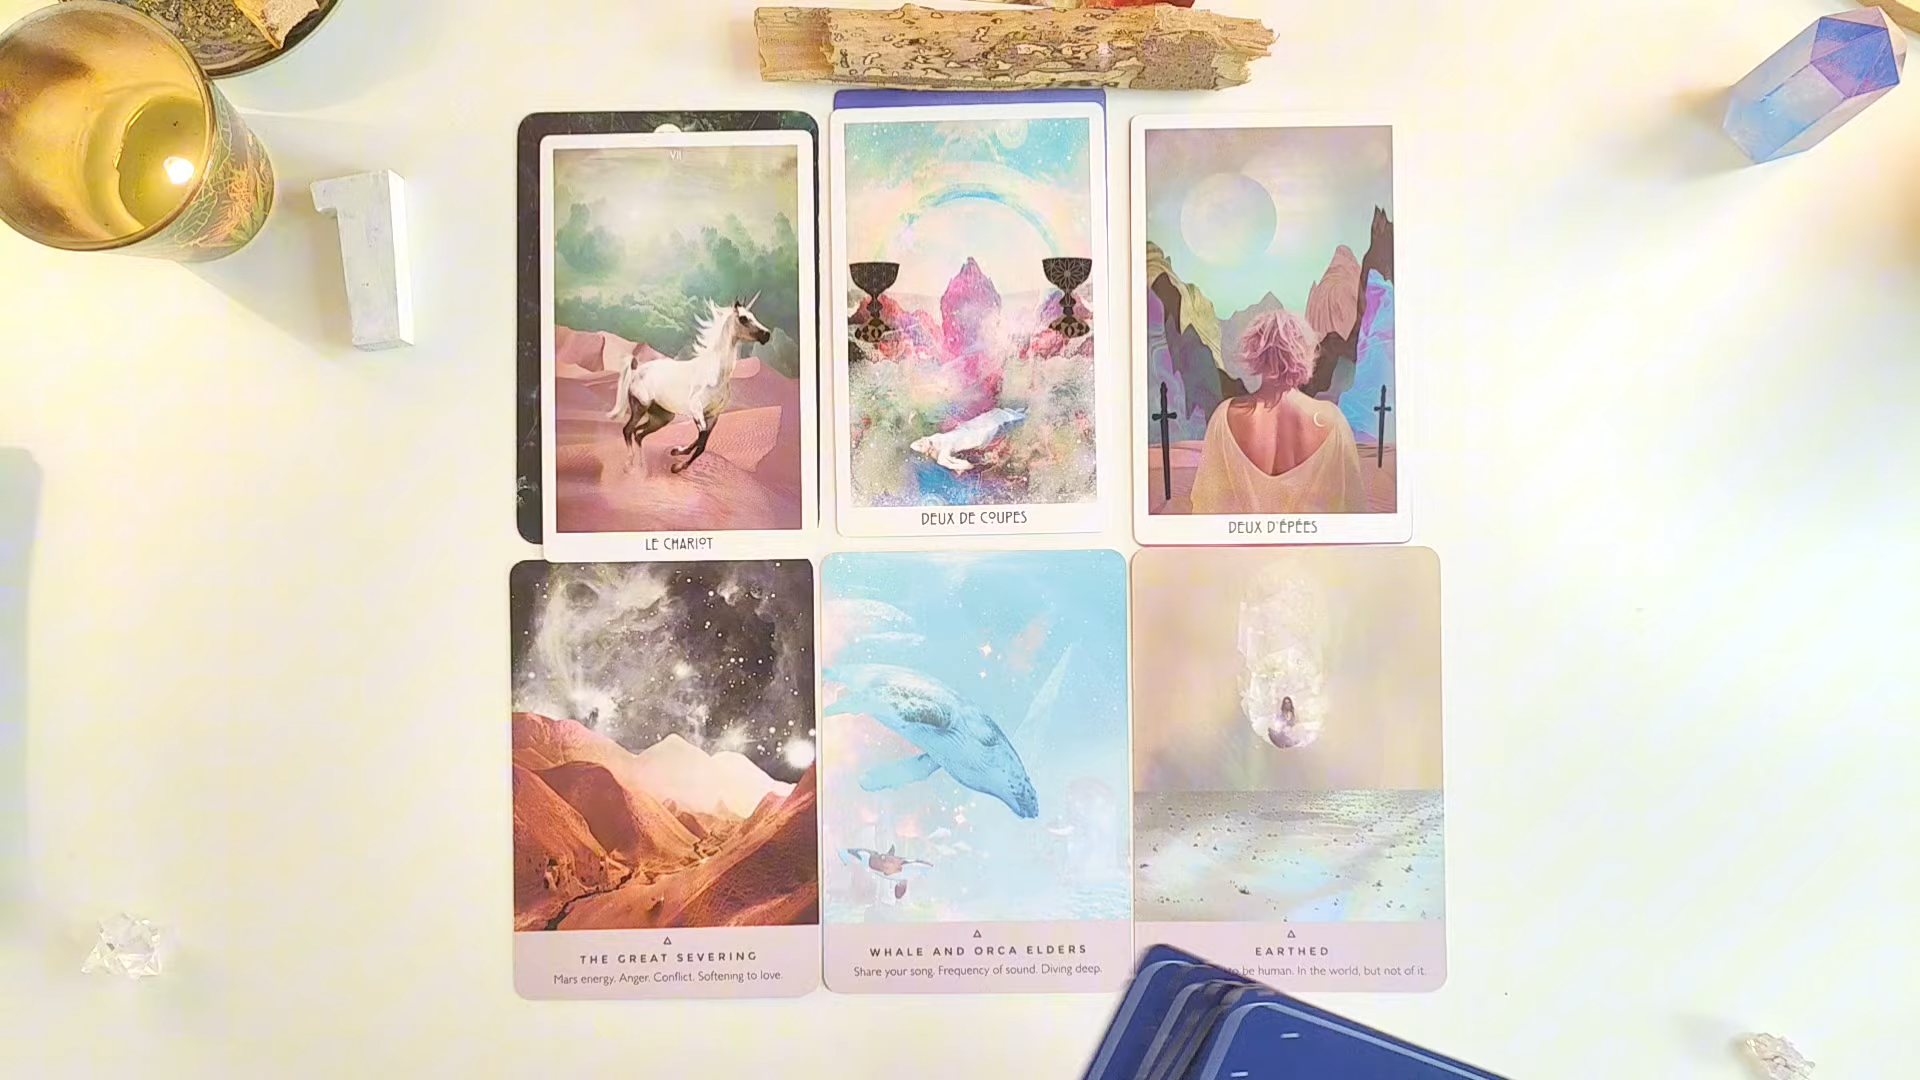 1
VII
LE CHARIOT
DEUX DE COUPES
DEUX D'ÉPÉES
THE GREAT SEVERING
Mars energy. Anger. Conflict. Softening to love.
WHALE AND ORCA ELDERS
Share your song. Frequency of sound. Diving deep.
EARTHED
to be human. In the world, but not of it.